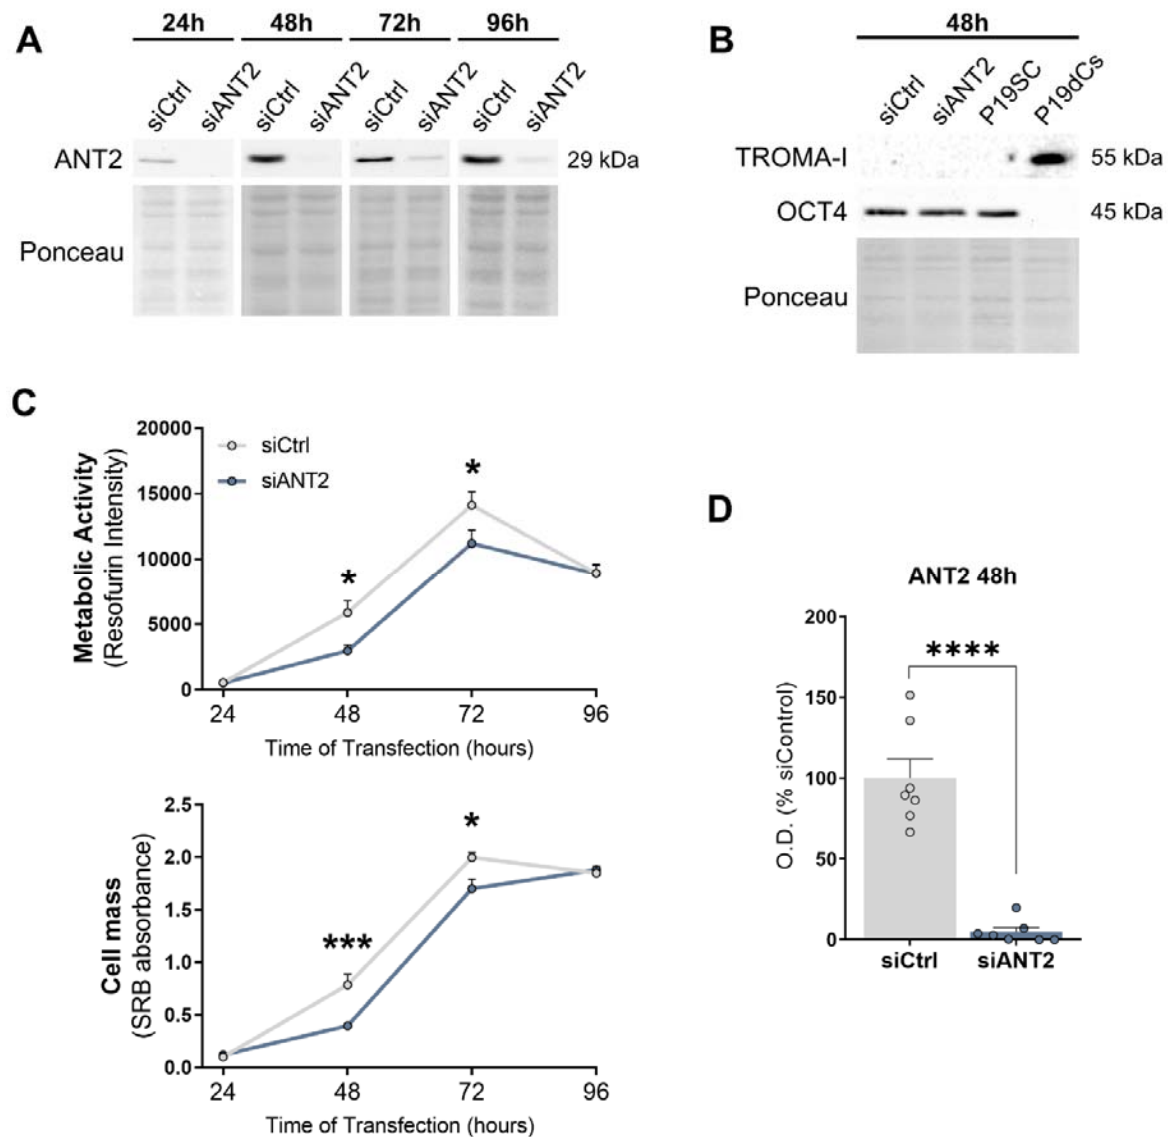 A
24h 48h 72h 96h
siCtrl siANT2 siCtrl siANT2 siCtrl siANT2 siCtrl siANT2
ANT2 29 kDa
Ponceau
B
48h
siCtrl siANT2 P19SC P19dCs
TROMA-I 55 kDa
OCT4 45 kDa
Ponceau
C
Metabolic Activity
(Resofurin Intensity)
20000
15000
10000
5000
0
siCtrl
siANT2
*
*
24 48 72 96
Time of Transfection (hours)
Cell mass
(SRB absorbance)
2.5
2.0
1.5
1.0
0.5
0.0
***
*
24 48 72 96
Time of Transfection (hours)
D
ANT2 48h
O.D. (% siControl)
200
150
100
50
0
****
siCtrl siANT2